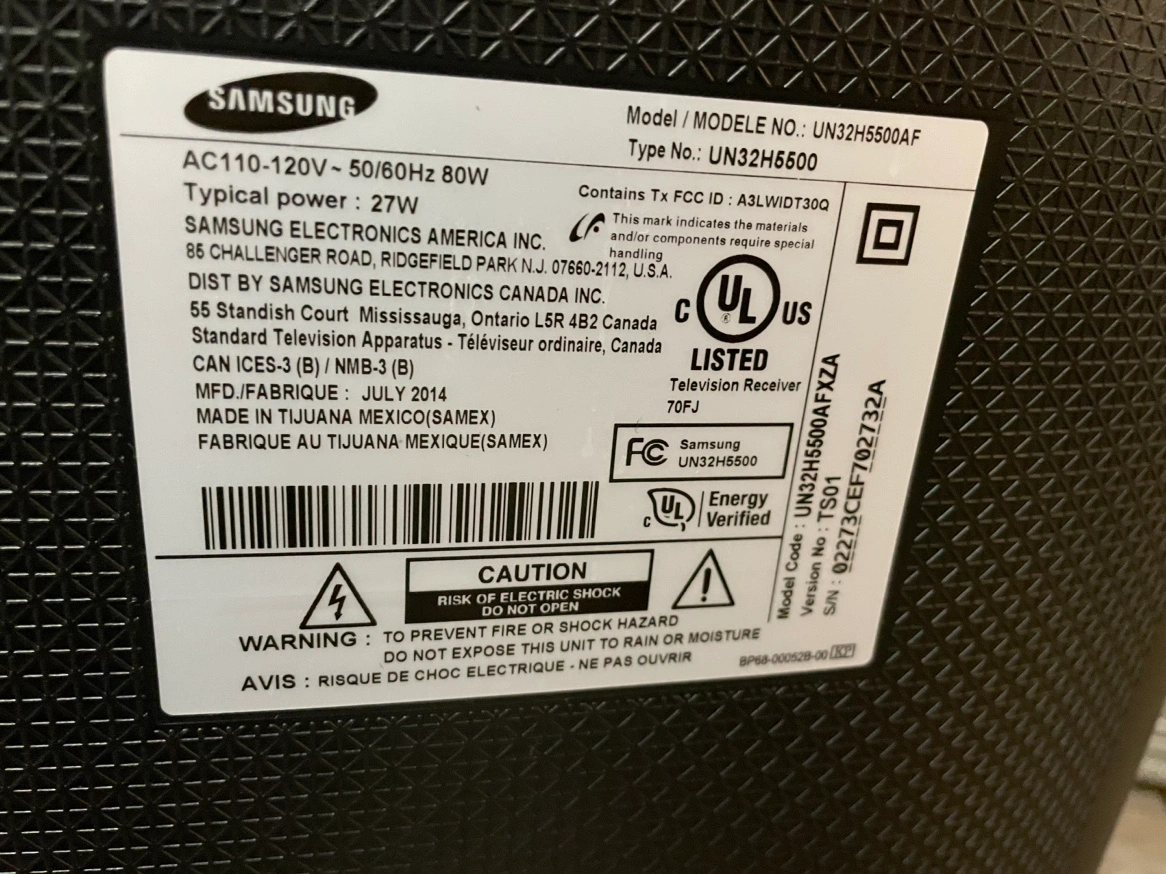 SAMSUNG
Model / MODELE NO.: UN32H5500AF
Type No.: UN32H5500
AC110-120V~ 50/60Hz 80W
Typical power : 27W
SAMSUNG ELECTRONICS AMERICA INC.
85 CHALLENGER ROAD, RIDGEFIELD PARK N.J. 07660-2112, U.S.A.
DIST BY SAMSUNG ELECTRONICS CANADA INC.
55 Standish Court Mississauga, Ontario L5R 4B2 Canada
Standard Television Apparatus - Téléviseur ordinaire, Canada
CAN ICES-3 (B) / NMB-3 (B)
MFD./FABRIQUE : JULY 2014
MADE IN TIJUANA MEXICO(SAMEX)
FABRIQUE AU TIJUANA MEXIQUE(SAMEX)
Contains Tx FCC ID : A3LWIDT30Q
This mark indicates the materials
and/or components require special
handling
C UL US
LISTED
Television Receiver
70FJ
FC Samsung
UN32H5500
C UL Energy
Verified
Model Code : UN32H5500AFXZA
Version No : TS01
S/N : 02273CEF702732A
CAUTION
RISK OF ELECTRIC SHOCK
DO NOT OPEN
WARNING : TO PREVENT FIRE OR SHOCK HAZARD
DO NOT EXPOSE THIS UNIT TO RAIN OR MOISTURE
AVIS : RISQUE DE CHOC ELECTRIQUE - NE PAS OUVRIR
BP68-00052B-00